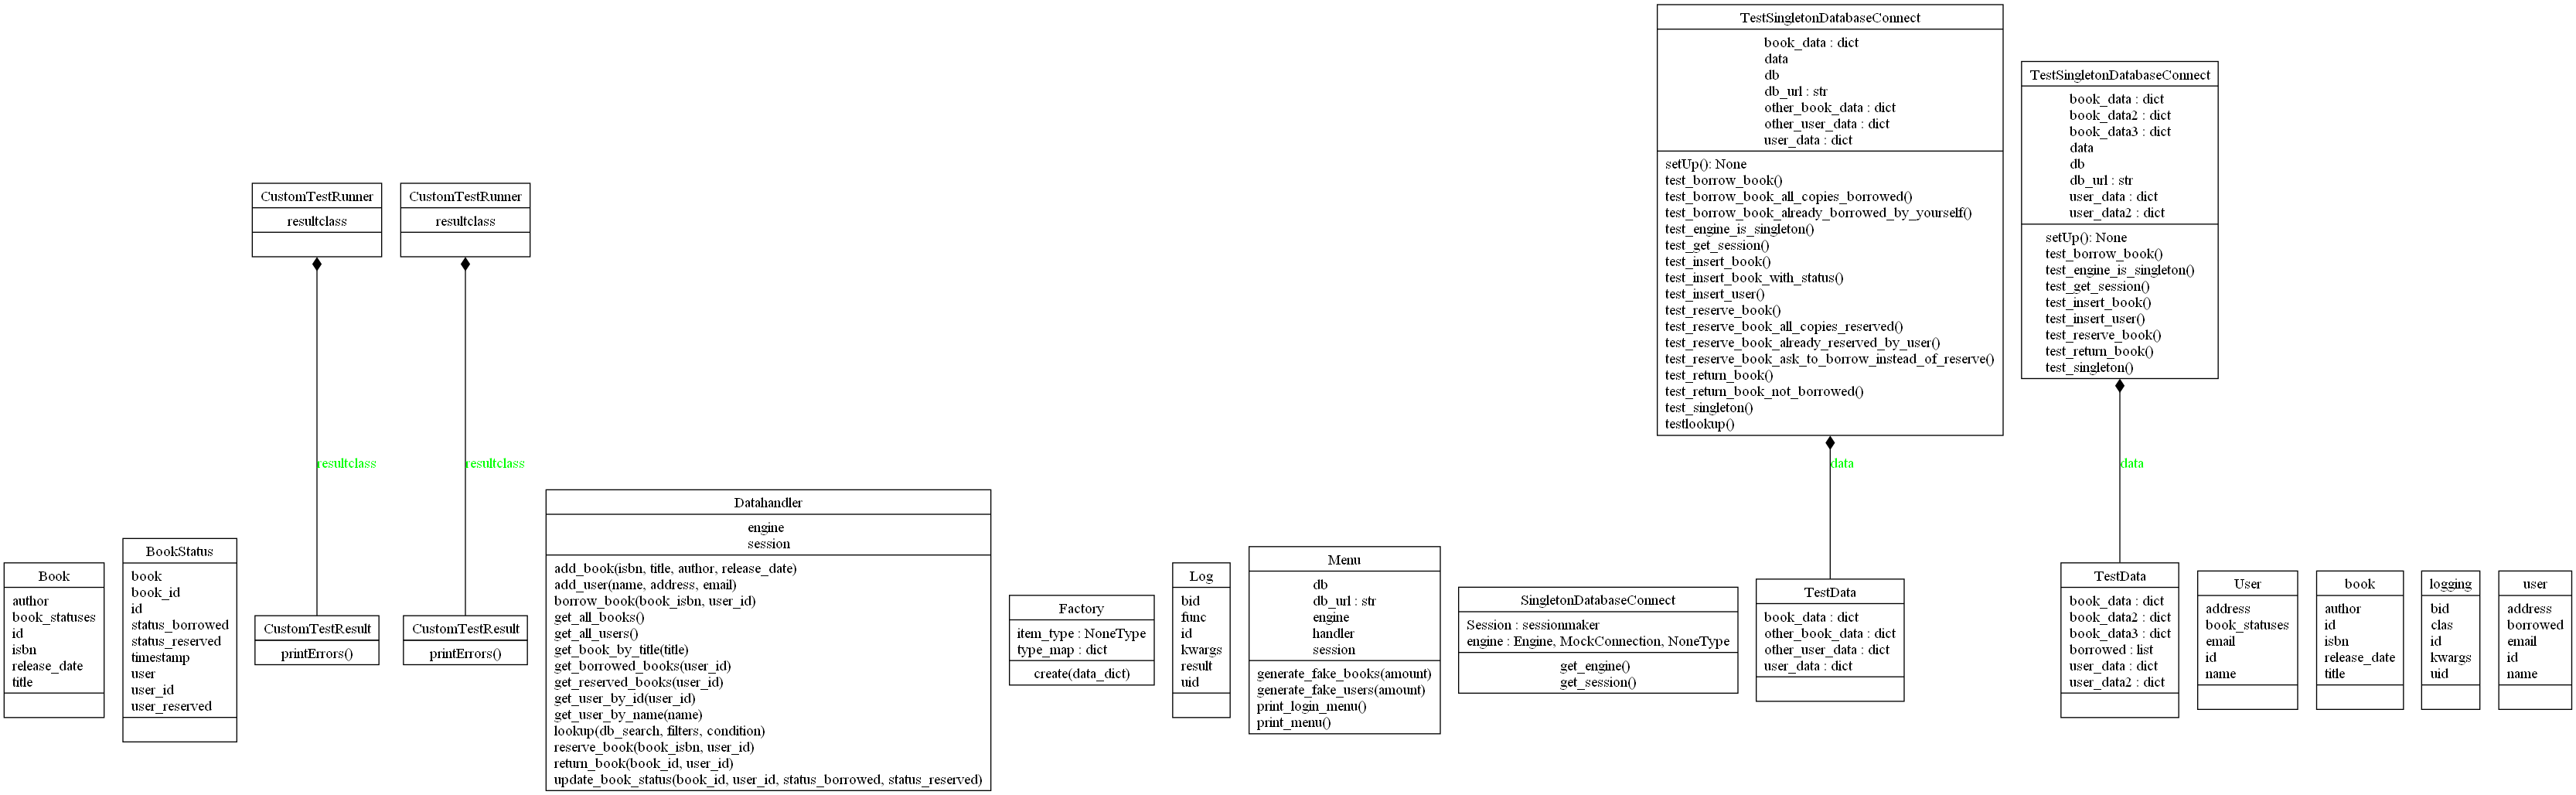 TestSingletonDatabaseConnect
book_data : dict
data
db
db_url : str
other_book_data : dict
other_user_data : dict
user_data : dict
setUp(): None
test_borrow_book()
test_borrow_book_all_copies_borrowed()
test_borrow_book_already_borrowed_by_yourself()
test_engine_is_singleton()
test_get_session()
test_insert_book()
test_insert_book_with_status()
test_insert_user()
test_reserve_book()
test_reserve_book_all_copies_reserved()
test_reserve_book_already_reserved_by_user()
test_reserve_book_ask_to_borrow_instead_of_reserve()
test_return_book()
test_return_book_not_borrowed()
test_singleton()
testlookup()
TestSingletonDatabaseConnect
book_data : dict
book_data2 : dict
book_data3 : dict
data
db
db_url : str
user_data : dict
user_data2 : dict
setUp(): None
test_borrow_book()
test_engine_is_singleton()
test_get_session()
test_insert_book()
test_insert_user()
test_reserve_book()
test_return_book()
test_singleton()
CustomTestRunner
resultclass
CustomTestRunner
resultclass
resultclass
resultclass
data
data
Book
author
book_statuses
id
isbn
release_date
title
BookStatus
book
book_id
id
status_borrowed
status_reserved
timestamp
user
user_id
user_reserved
CustomTestResult
printErrors()
CustomTestResult
printErrors()
Datahandler
engine
session
add_book(isbn, title, author, release_date)
add_user(name, address, email)
borrow_book(book_isbn, user_id)
get_all_books()
get_all_users()
get_book_by_title(title)
get_borrowed_books(user_id)
get_reserved_books(user_id)
get_user_by_id(user_id)
get_user_by_name(name)
lookup(db_search, filters, condition)
reserve_book(book_isbn, user_id)
return_book(book_id, user_id)
update_book_status(book_id, user_id, status_borrowed, status_reserved)
Factory
item_type : NoneType
type_map : dict
create(data_dict)
Log
bid
func
id
kwargs
result
uid
Menu
db
db_url : str
engine
handler
session
generate_fake_books(amount)
generate_fake_users(amount)
print_login_menu()
print_menu()
SingletonDatabaseConnect
Session : sessionmaker
engine : Engine, MockConnection, NoneType
get_engine()
get_session()
TestData
book_data : dict
other_book_data : dict
other_user_data : dict
user_data : dict
TestData
book_data : dict
book_data2 : dict
book_data3 : dict
borrowed : list
user_data : dict
user_data2 : dict
User
address
book_statuses
email
id
name
book
author
id
isbn
release_date
title
logging
bid
clas
id
kwargs
uid
user
address
borrowed
email
id
name